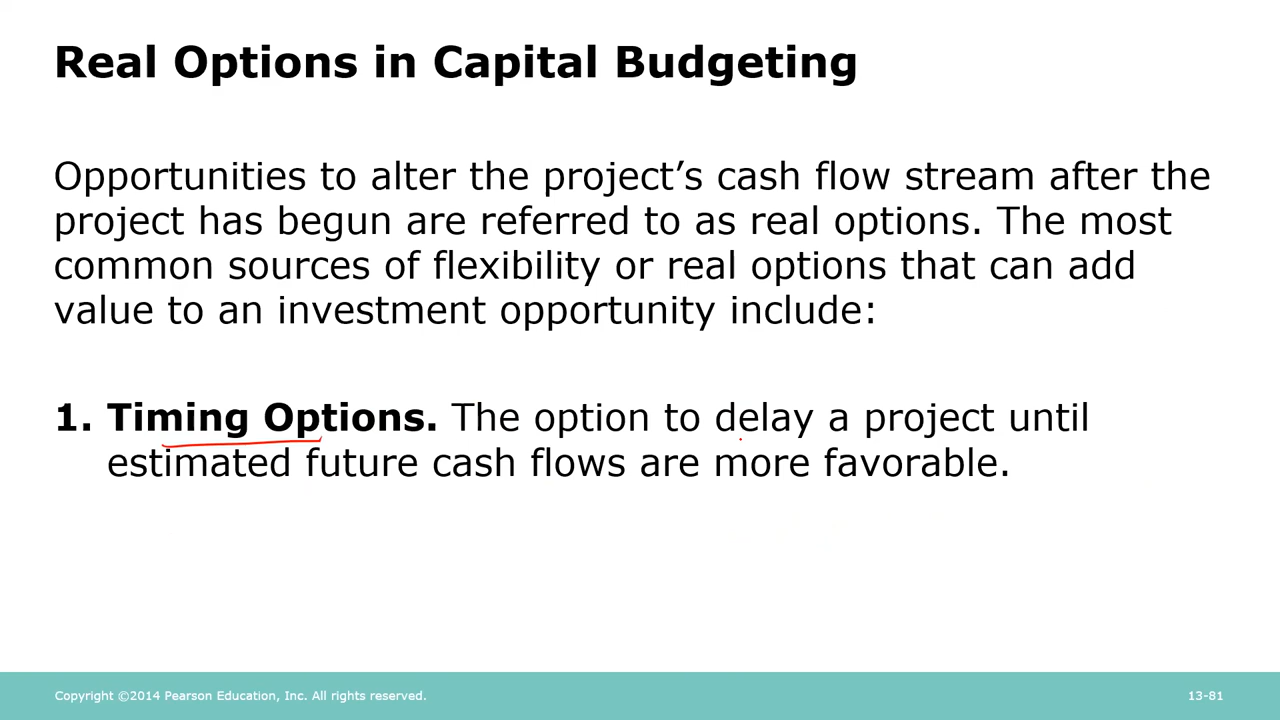 Real Options in Capital Budgeting
Opportunities to alter the project’s cash flow stream after the
project has begun are referred to as real options. The most
common sources of flexibility or real options that can add
value to an investment opportunity include:
1. Timing Options. The option to delay a project until
estimated future cash flows are more favorable.
Copyright ©2014 Pearson Education, Inc. All rights reserved.
13-81